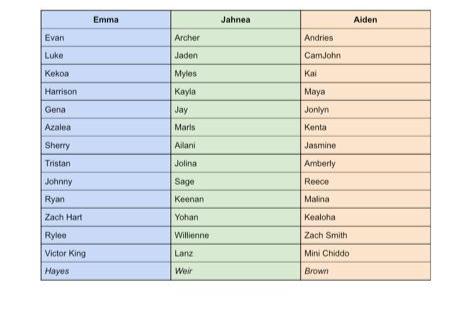 Emma Jahnea Aiden
Evan Archer Andries
Luke Jaden CamJohn
Kekoa Myles Kai
Harrison Kayla Maya
Gena Jay Jonlyn
Azalea Marls Kenta
Sherry Ailani Jasmine
Tristan Jolina Amberly
Johnny Sage Reece
Ryan Keenan Malina
Zach Hart Yohan Kealoha
Rylee Willienne Zach Smith
Victor King Lanz Mini Chiddo
Hayes Weir Brown